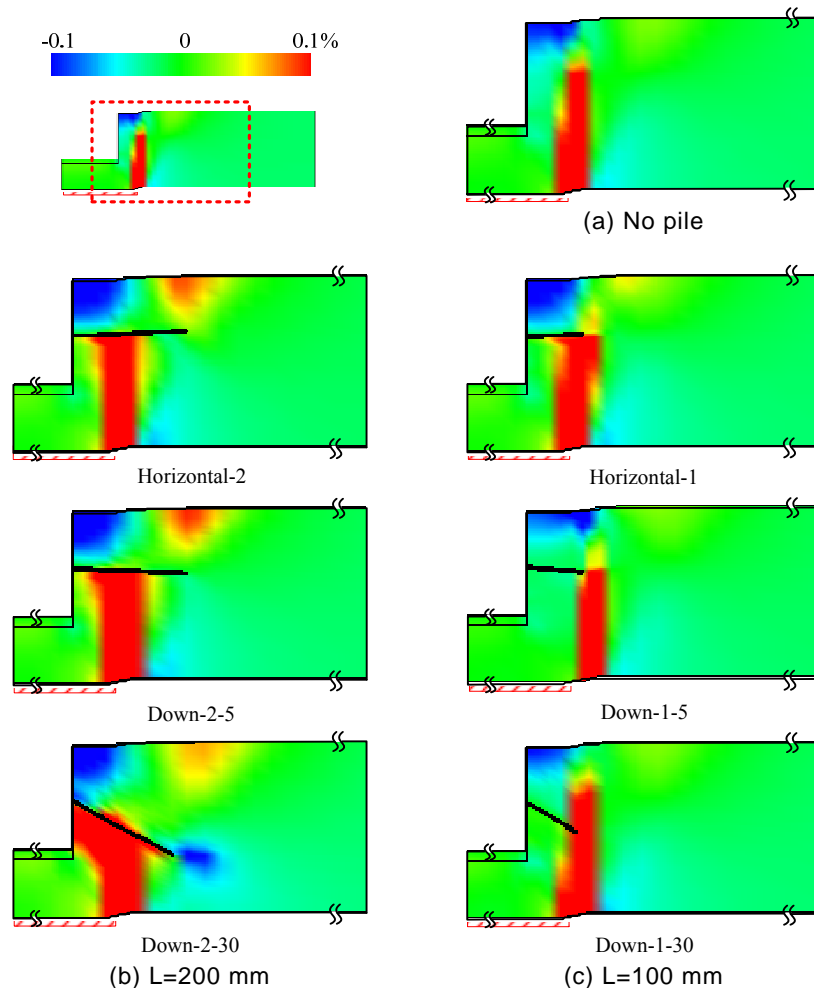 -0.1 0 0.1%
(a) No pile
Horizontal-2 Horizontal-1
Down-2-5 Down-1-5
Down-2-30 Down-1-30
(b) L=200 mm (c) L=100 mm